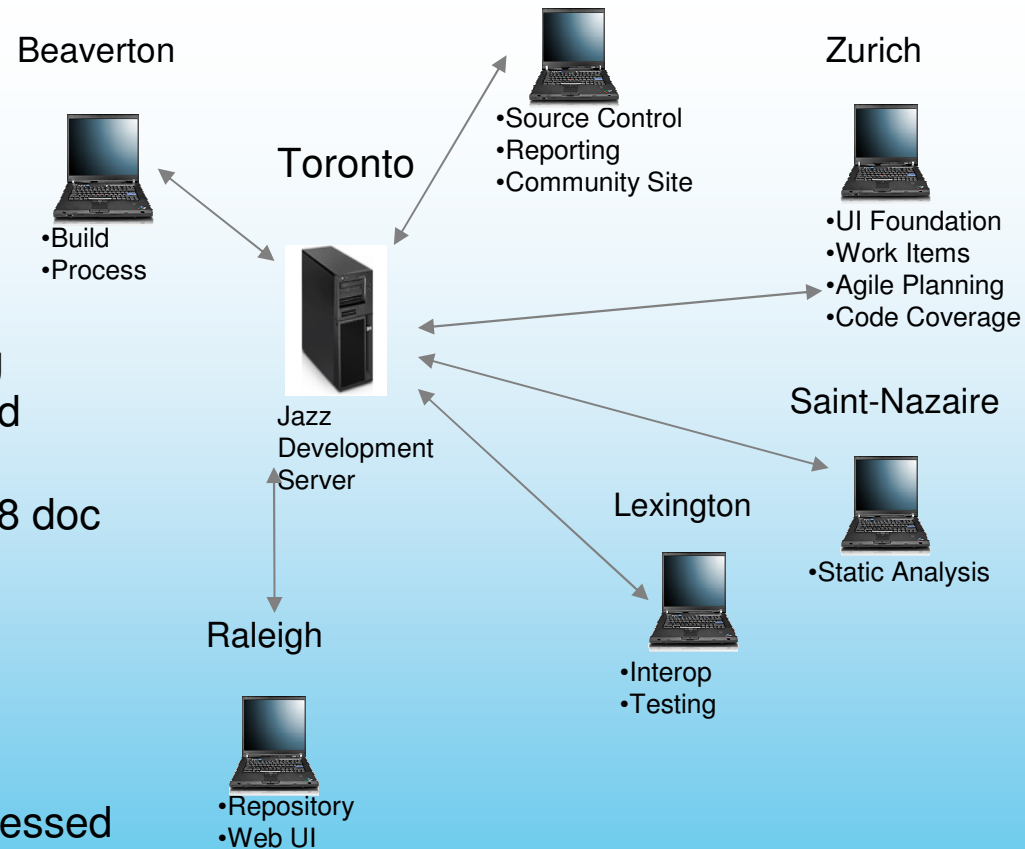 Beaverton
•Build
•Process
Toronto
•Source Control
•Reporting
•Community Site
Zurich
•UI Foundation
•Work Items
•Agile Planning
•Code Coverage
Jazz
Development
Server
8 doc
Saint-Nazaire
•Static Analysis
Lexington
•Interop
•Testing
Raleigh
•Repository
•Web UI
essed